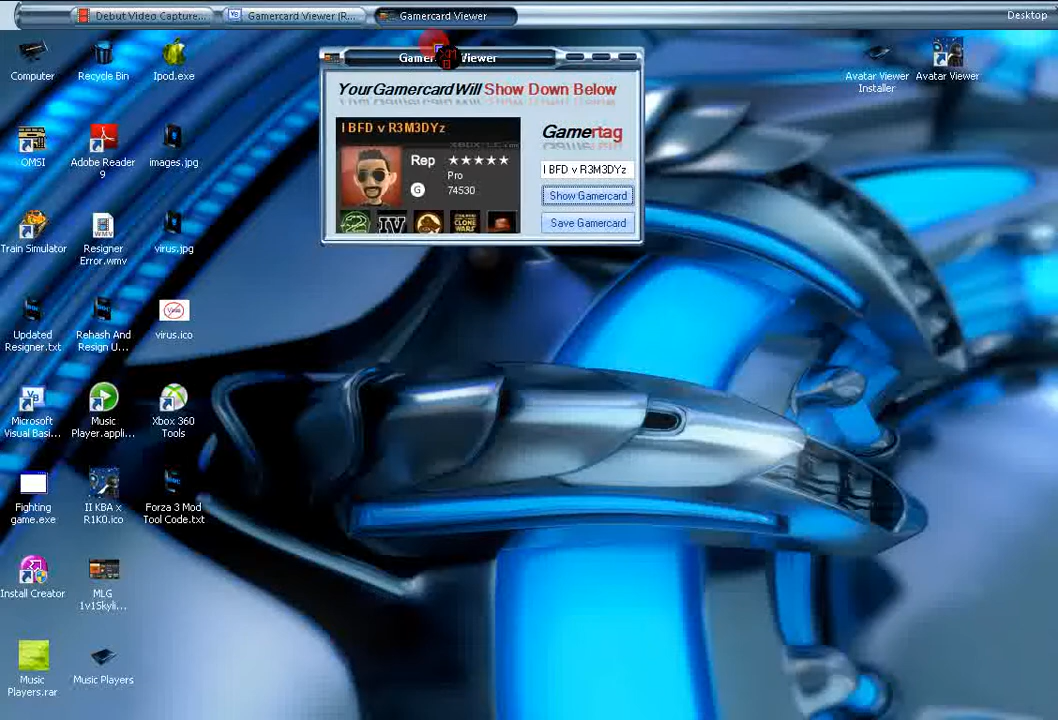 Debut Video Capture...
Gamercard Viewer (R...
Gamercard Viewer
Desktop
Computer
Recycle Bin
Ipod.exe
Avatar Viewer Installer
Avatar Viewer
Viewer
Your Gamercard Will Show Down Below
I BFD v R3M3DYz
Rep ★★★★★
Pro
G 74530
IV
CLONE WARS
Gamertag
I BFD v R3M3DYz
Show Gamercard
Save Gamercard
OMSI
Adobe Reader 9
images.jpg
Train Simulator
Resigner Error.wmv
virus.jpg
Updated Resigner.txt
Rehash And Resign U...
virus.ico
Microsoft Visual Basi...
Music Player.appli...
Xbox 360 Tools
Fighting game.exe
II KBA x R1K0.ico
Forza 3 Mod Tool Code.txt
Install Creator
MLG 1v1Skyli...
Music Players.rar
Music Players